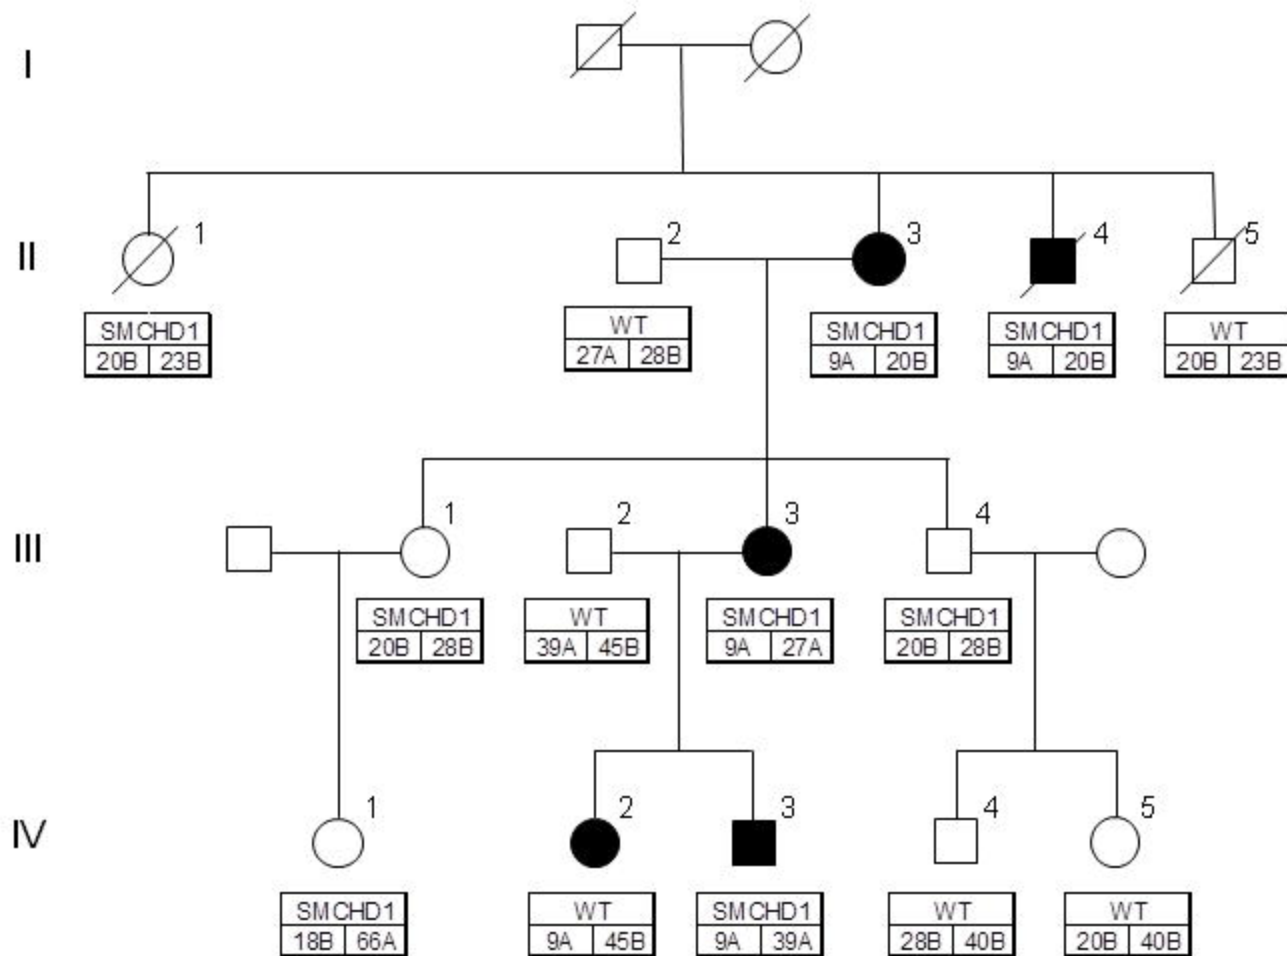 I
1 2 3 4 5
II
SMCHD1 WT SMCHD1 SMCHD1 WT
20B 23B 27A 28B 9A 20B 9A 20B 20B 23B
1 2 3 4
III
SMCHD1 WT SMCHD1 SMCHD1
20B 28B 39A 45B 9A 27A 20B 28B
1 2 3 4 5
IV
SMCHD1 WT SMCHD1 WT WT
18B 66A 9A 45B 9A 39A 28B 40B 20B 40B